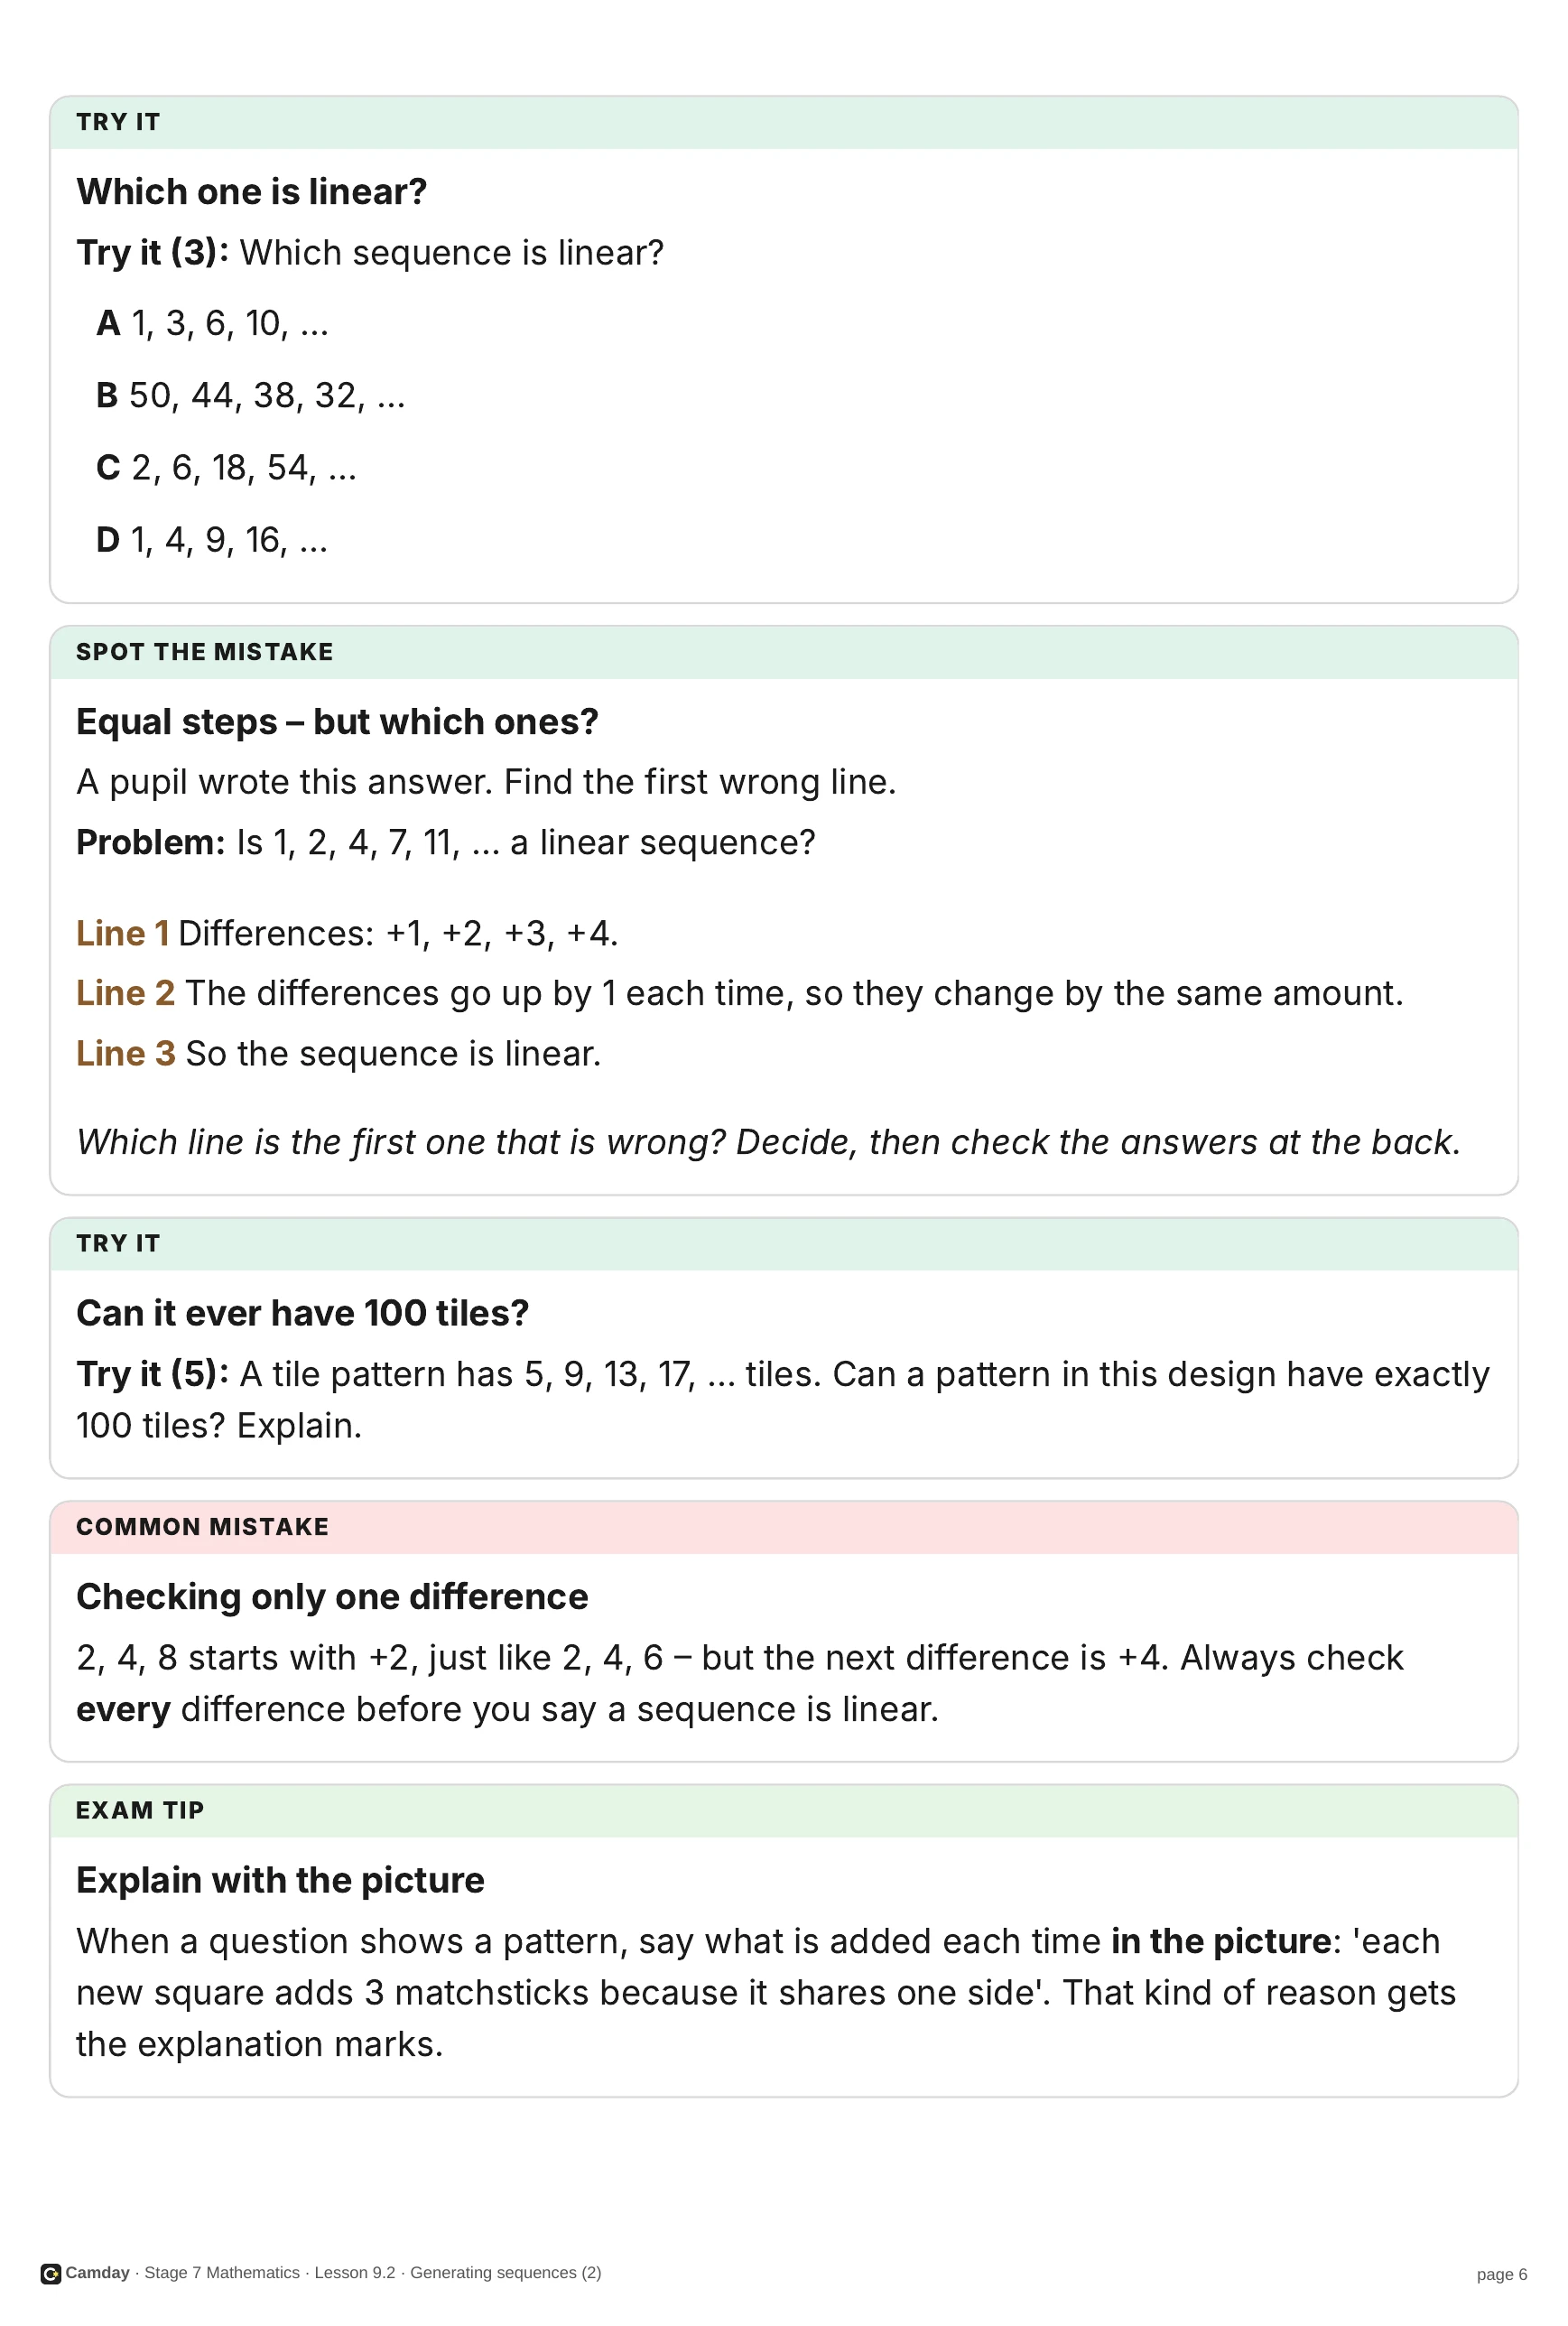 TRY IT
Which one is linear?
Try it (3): Which sequence is linear?
A 1, 3, 6, 10, ...
B 50, 44, 38, 32, ...
C 2, 6, 18, 54, ...
D 1, 4, 9, 16, ...
SPOT THE MISTAKE
Equal steps – but which ones?
A pupil wrote this answer. Find the first wrong line.
Problem: Is 1, 2, 4, 7, 11, ... a linear sequence?
Line 1 Differences: +1, +2, +3, +4.
Line 2 The differences go up by 1 each time, so they change by the same amount.
Line 3 So the sequence is linear.
Which line is the first one that is wrong? Decide, then check the answers at the back.
TRY IT
Can it ever have 100 tiles?
Try it (5): A tile pattern has 5, 9, 13, 17, ... tiles. Can a pattern in this design have exactly
100 tiles? Explain.
COMMON MISTAKE
Checking only one difference
2, 4, 8 starts with +2, just like 2, 4, 6 – but the next difference is +4. Always check
every difference before you say a sequence is linear.
EXAM TIP
Explain with the picture
When a question shows a pattern, say what is added each time in the picture: 'each
new square adds 3 matchsticks because it shares one side'. That kind of reason gets
the explanation marks.
Camday · Stage 7 Mathematics · Lesson 9.2 · Generating sequences (2)
page 6